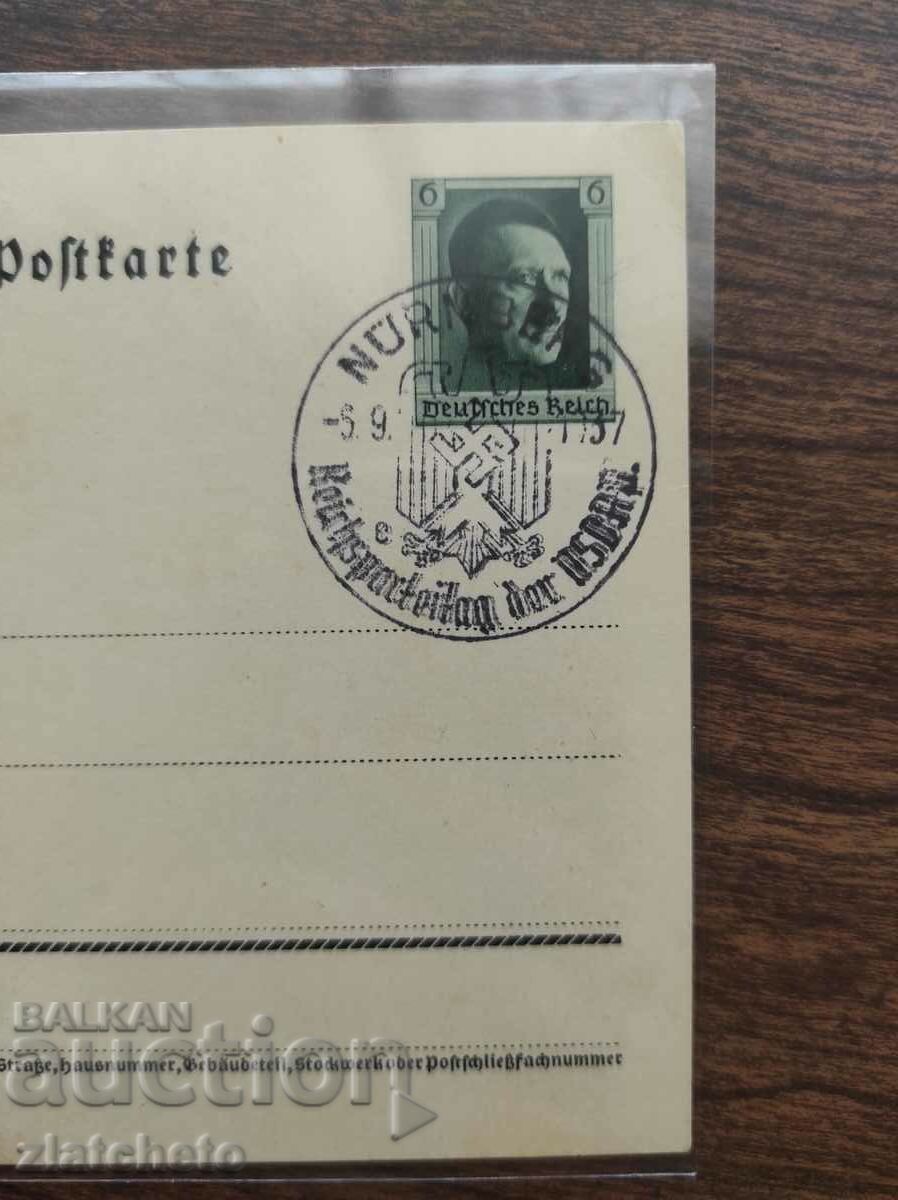 6 6
Postkarte
NÜRNBERG
Deutsches Reich
-6.9. 1937
e
Reichsparteitag der NSDAP.
Straße, Hausnummer, Gebäudeteil, Stockwerk oder Postschließfachnummer
BALKAN
auction
zlatcheto